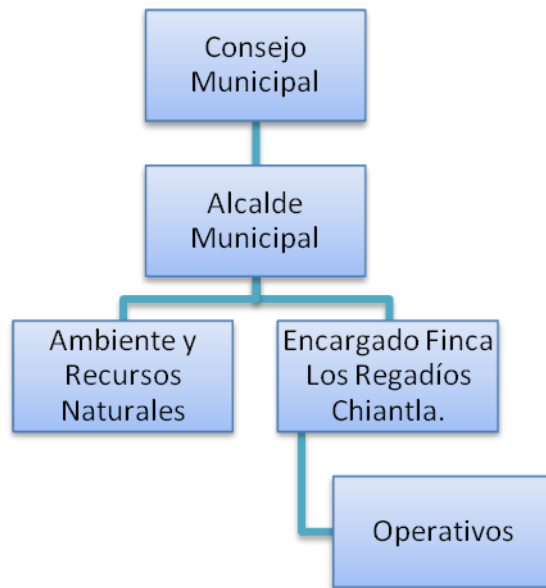 Consejo
Municipal
Alcalde
Municipal
Ambiente y
Recursos
Naturales
Encargado Finca
Los Regadíos
Chiantla.
Operativos